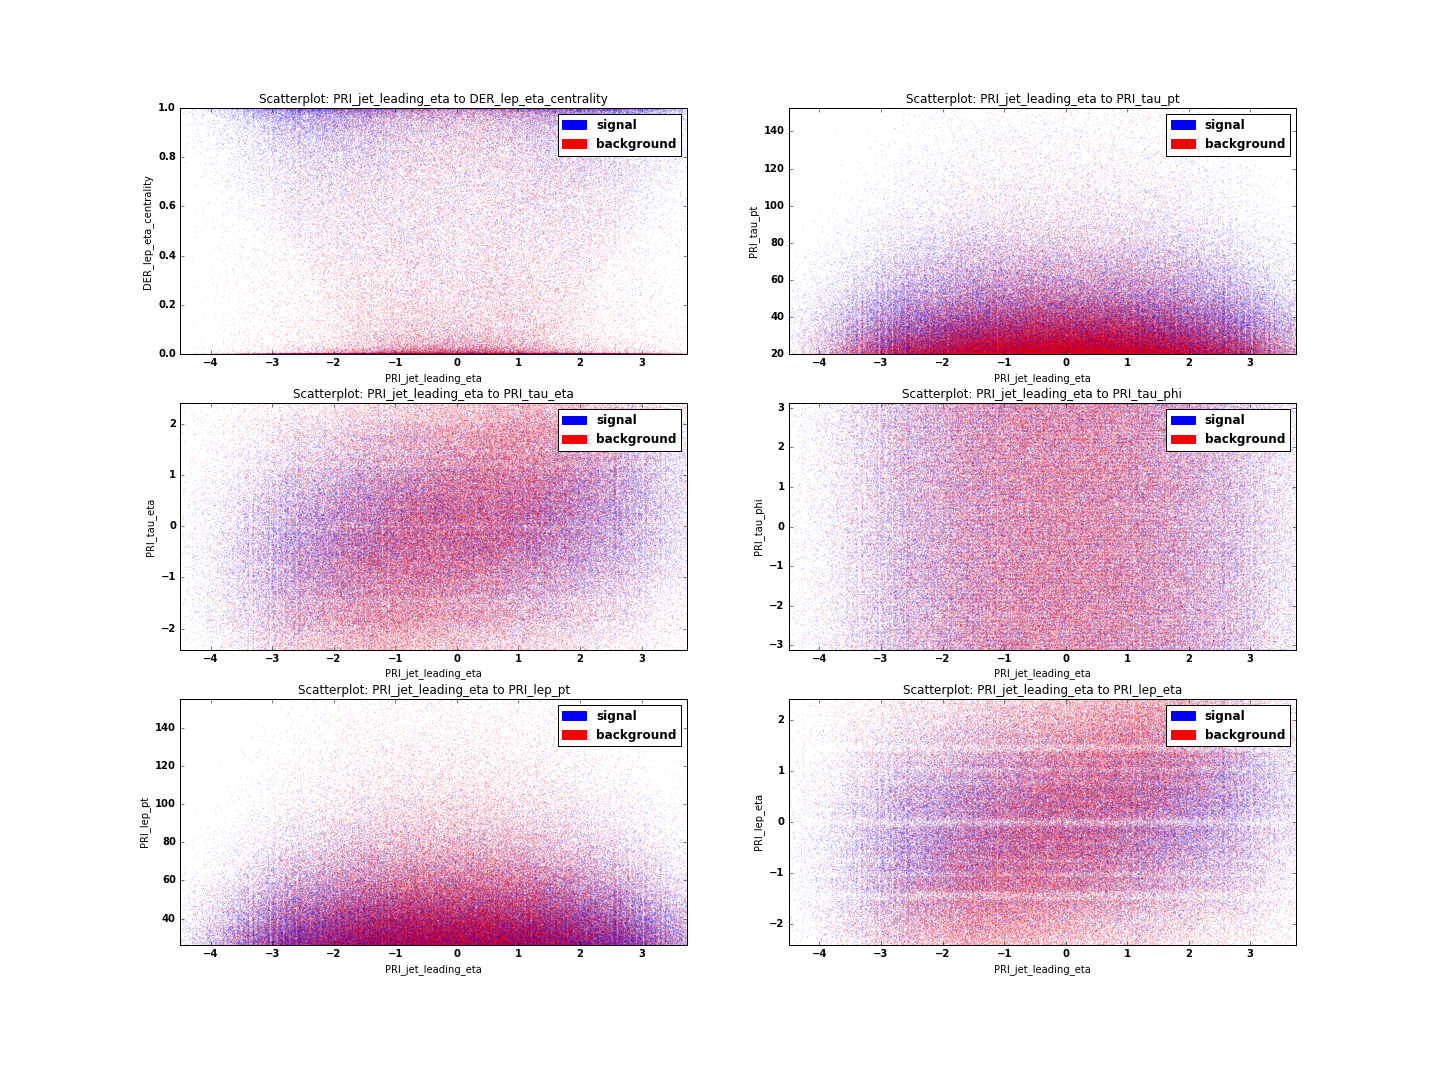 Scatterplot: PRI_jet_leading_eta to DER_lep_eta_centrality
1.0
0.8
0.6
0.4
0.2
0.0
DER_lep_eta_centrality
signal
background
−4 −3 −2 −1 0 1 2 3
PRI_jet_leading_eta
Scatterplot: PRI_jet_leading_eta to PRI_tau_pt
140
120
100
80
60
40
20
PRI_tau_pt
signal
background
−4 −3 −2 −1 0 1 2 3
PRI_jet_leading_eta
Scatterplot: PRI_jet_leading_eta to PRI_tau_eta
2
1
0
−1
−2
PRI_tau_eta
signal
background
−4 −3 −2 −1 0 1 2 3
PRI_jet_leading_eta
Scatterplot: PRI_jet_leading_eta to PRI_tau_phi
3
2
1
0
−1
−2
−3
PRI_tau_phi
signal
background
−4 −3 −2 −1 0 1 2 3
PRI_jet_leading_eta
Scatterplot: PRI_jet_leading_eta to PRI_lep_pt
140
120
100
80
60
40
PRI_lep_pt
signal
background
−4 −3 −2 −1 0 1 2 3
PRI_jet_leading_eta
Scatterplot: PRI_jet_leading_eta to PRI_lep_eta
2
1
0
−1
−2
PRI_lep_eta
signal
background
−4 −3 −2 −1 0 1 2 3
PRI_jet_leading_eta